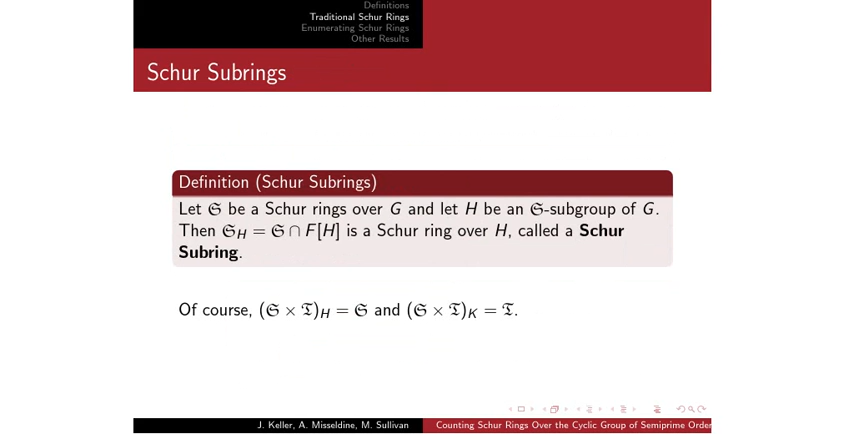 Definitions
Traditional Schur Rings
Enumerating Schur Rings
Other Results
Schur Subrings
Definition (Schur Subrings)
Let 𝔖 be a Schur rings over G and let H be an 𝔖-subgroup of G.
Then 𝔖_H = 𝔖 ∩ F[H] is a Schur ring over H, called a Schur
Subring.
Of course, (𝔖 × 𝔗)_H = 𝔖 and (𝔖 × 𝔗)_K = 𝔗.
J. Keller, A. Misseldine, M. Sullivan
Counting Schur Rings Over the Cyclic Group of Semiprime Order